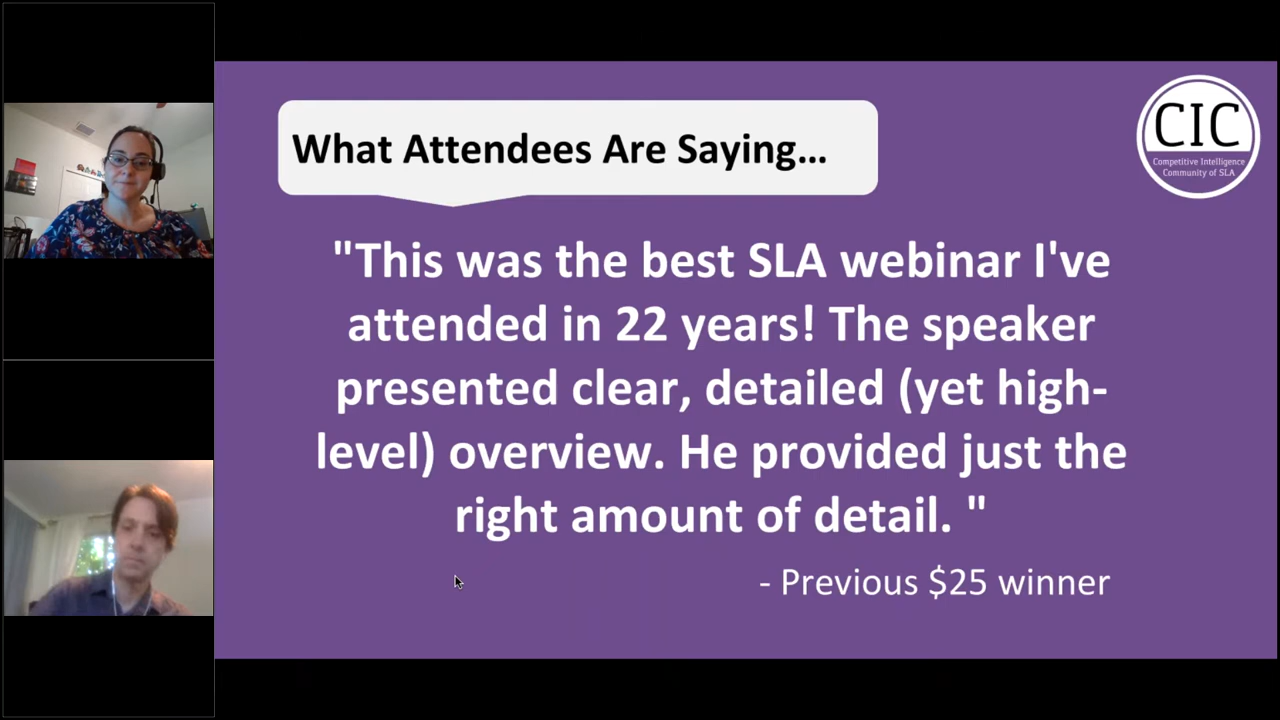 What Attendees Are Saying...
CIC
Competitive Intelligence
Community of SLA
"This was the best SLA webinar I've
attended in 22 years! The speaker
presented clear, detailed (yet high-
level) overview. He provided just the
right amount of detail. "
- Previous $25 winner